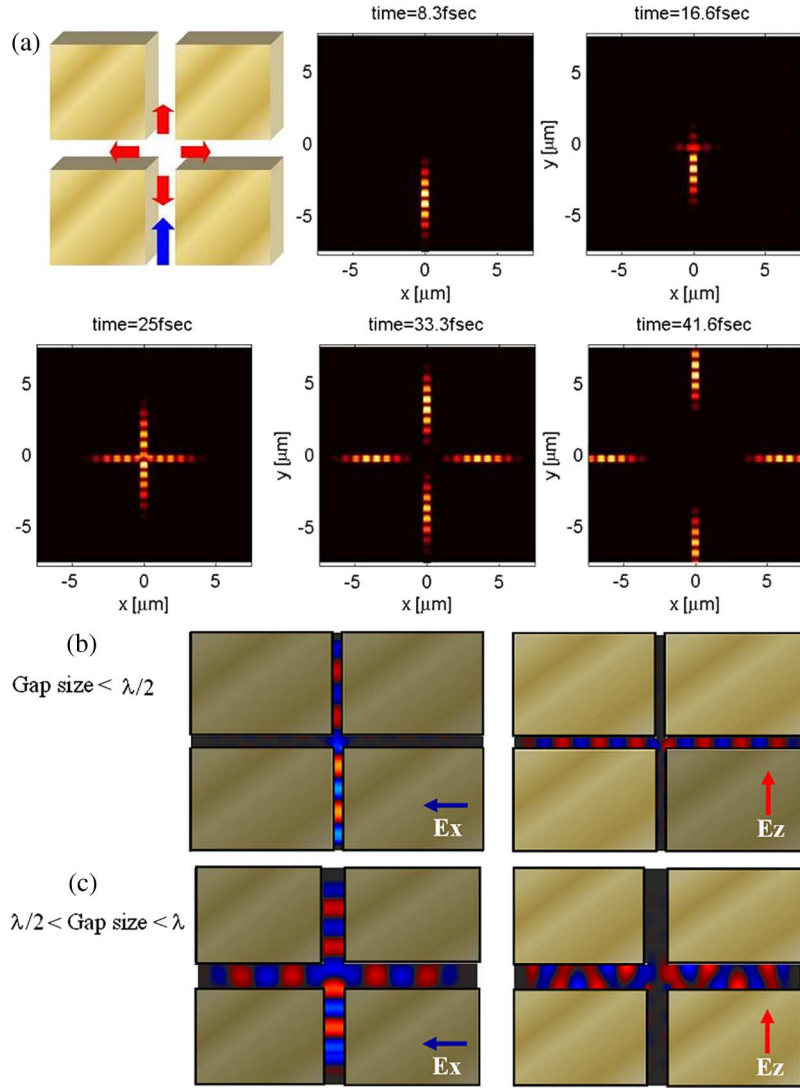 (a)
time=8.3fsec
time=16.6fsec
5
0
-5
-5 0 5
x [μm]
y [μm]
5
0
-5
-5 0 5
x [μm]
time=25fsec
time=33.3fsec
time=41.6fsec
5
0
-5
-5 0 5
x [μm]
y [μm]
5
0
-5
-5 0 5
x [μm]
y [μm]
5
0
-5
-5 0 5
x [μm]
(b)
Gap size < λ/2
Ex
Ez
(c)
λ/2 < Gap size < λ
Ex
Ez